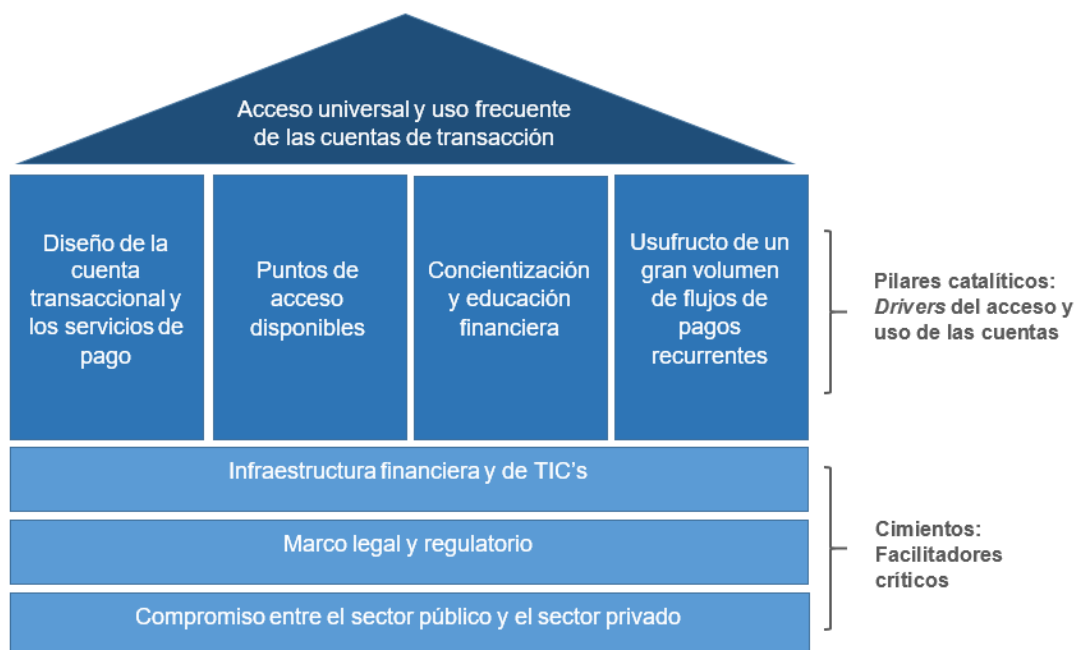 Acceso universal y uso frecuente
de las cuentas de transacción
Diseño de la
cuenta
transaccional y
los servicios de
pago
Puntos de
acceso
disponibles
Concientización
y educación
financiera
Usufructo de un
gran volumen
de flujos de
pagos
recurrentes
Pilares catalíticos:
Drivers del acceso y
uso de las cuentas
Infraestructura financiera y de TIC's
Marco legal y regulatorio
Compromiso entre el sector público y el sector privado
Cimientos:
Facilitadores
críticos